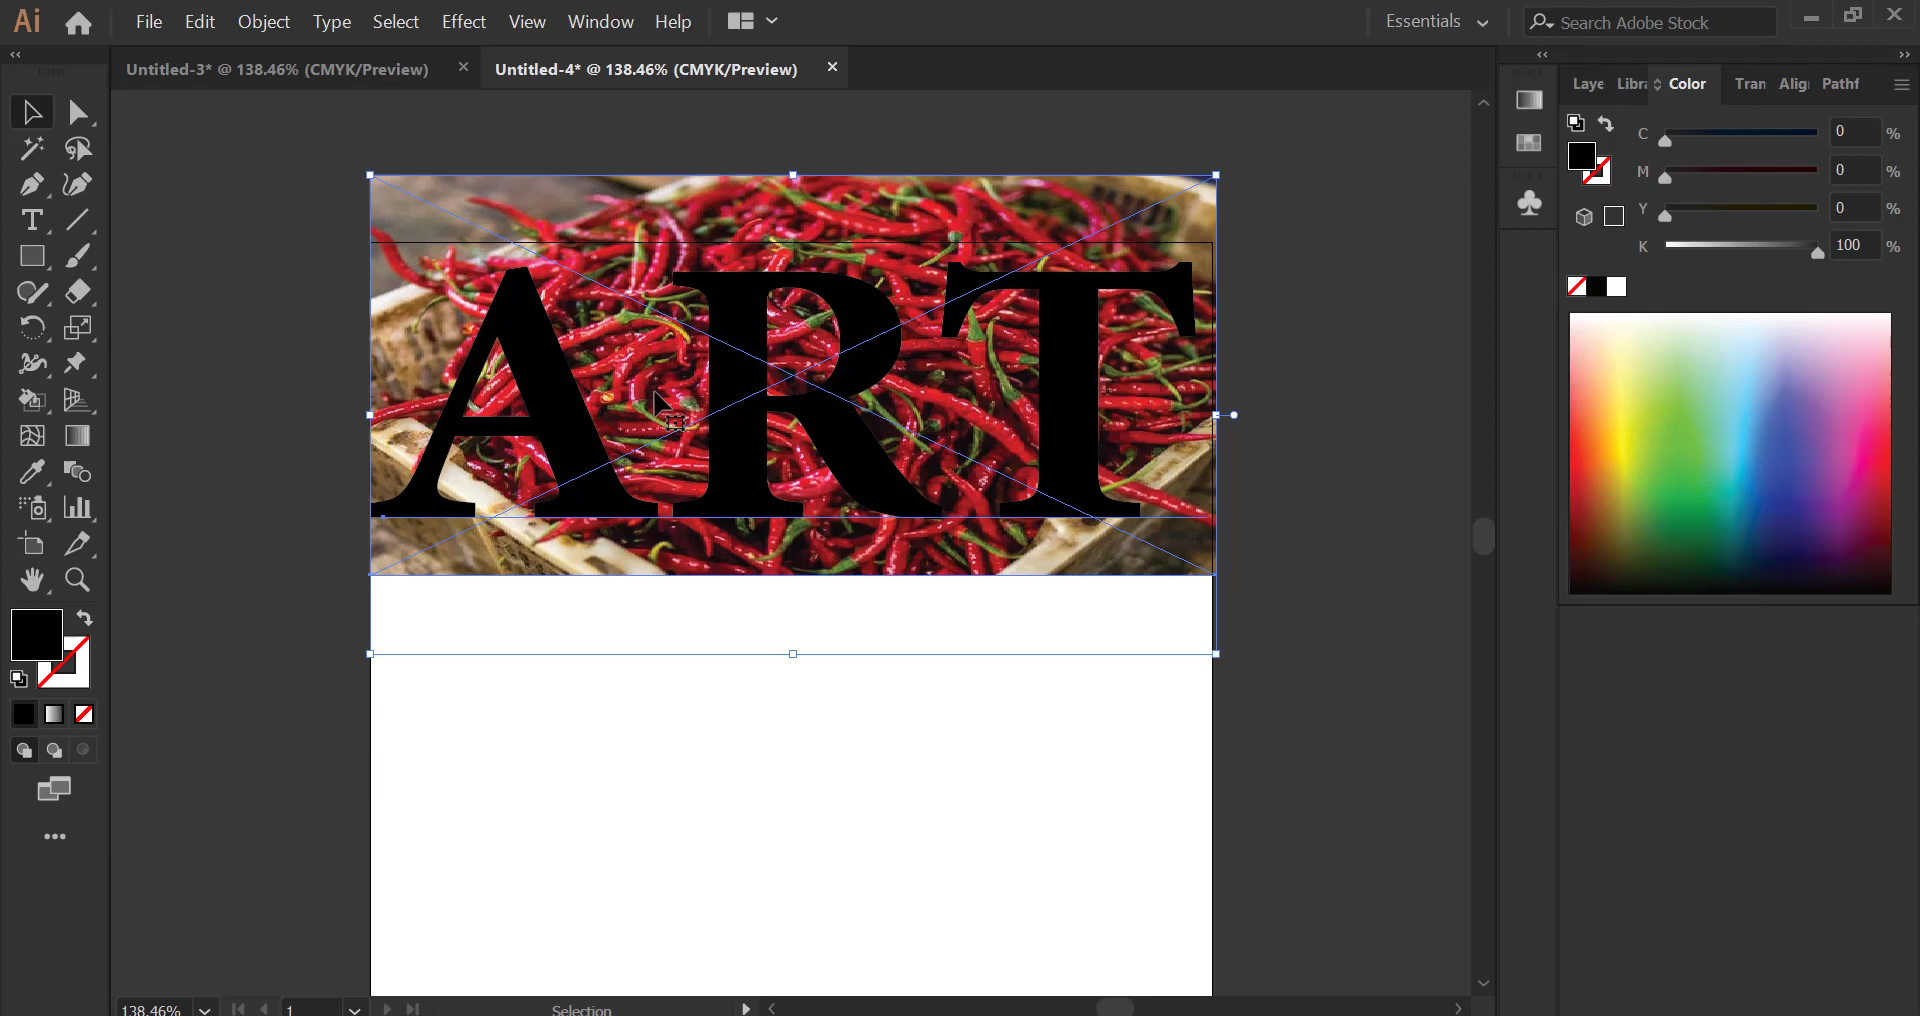 Ai File Edit Object Type Select Effect View Window Help Essentials Search Adobe Stock
Untitled-3* @ 138.46% (CMYK/Preview) Untitled-4* @ 138.46% (CMYK/Preview)
Laye Libra Color Tran Alig Pathf
C 0 %
M 0 %
Y 0 %
K 100 %
ART
138.46% 1 Selection